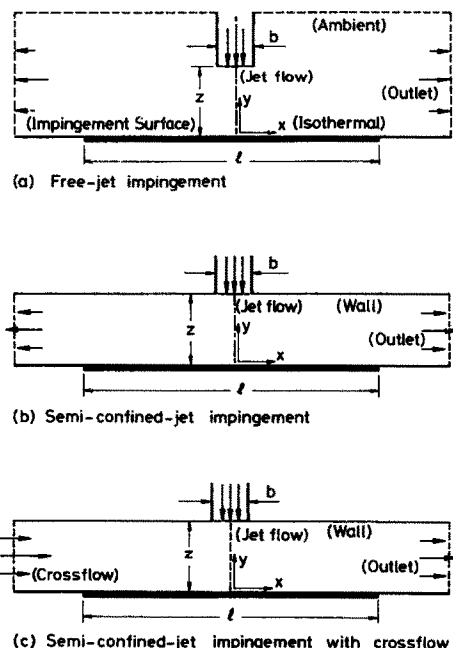 (Ambient)
b
(Jet flow)
z
y
(Outlet)
(Impingement Surface)
x
(Isothermal)
ℓ
(a) Free-jet impingement
b
(Jet flow)
(Wall)
z
y
(Outlet)
x
ℓ
(b) Semi-confined-jet impingement
b
(Jet flow)
(Wall)
z
y
(Outlet)
(Crossflow)
x
ℓ
(c) Semi-confined-jet impingement with crossflow